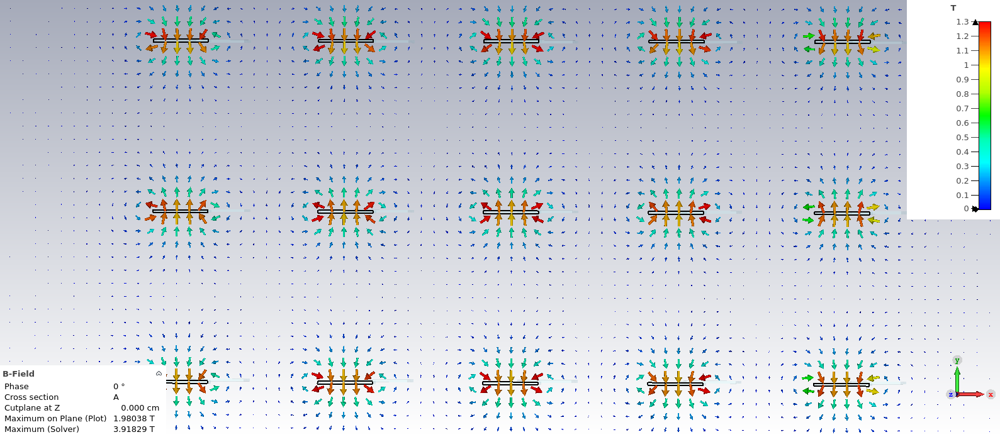 T
1.3
1.2
1.1
1
0.9
0.8
0.7
0.6
0.5
0.4
0.3
0.2
0.1
0
B-Field
Phase 0 °
Cross section A
Cutplane at Z 0.000 cm
Maximum on Plane (Plot) 1.98038 T
Maximum (Solver) 3.91829 T
y
z
x